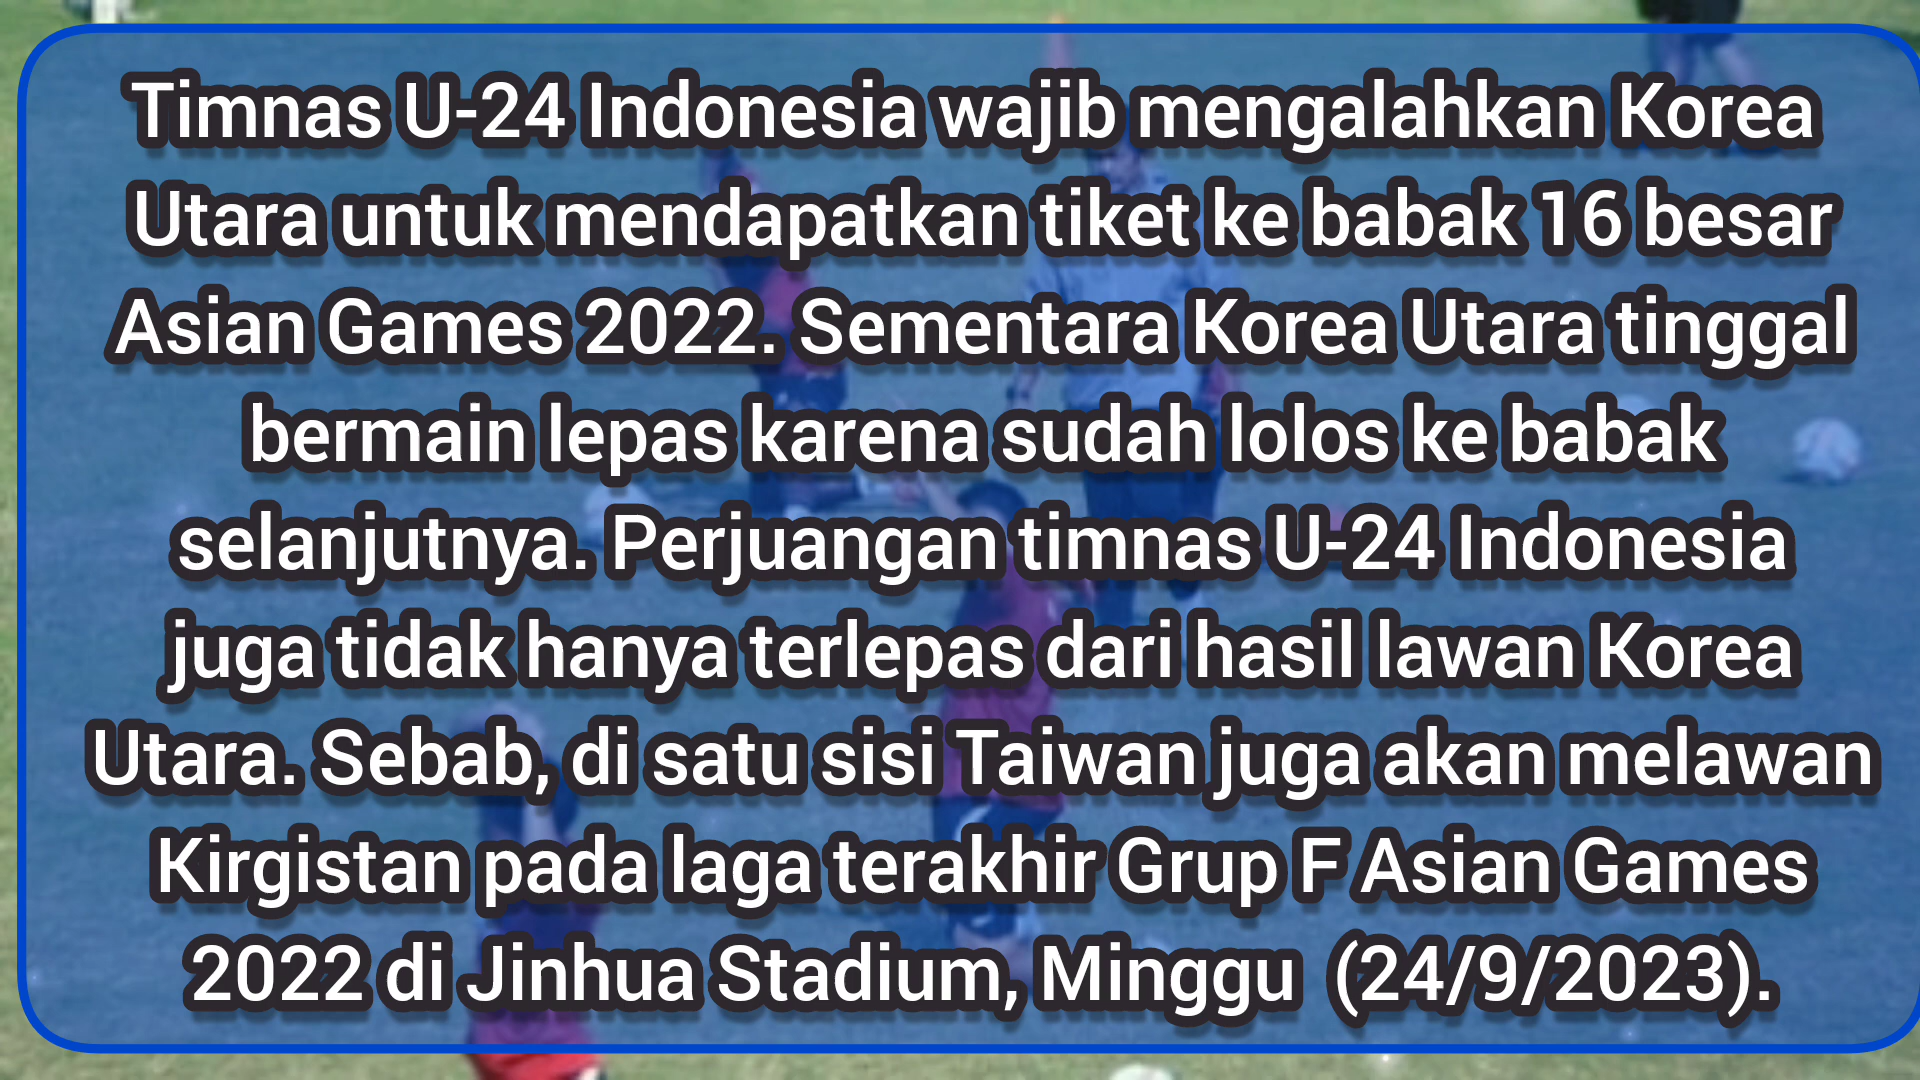 Timnas U-24 Indonesia wajib mengalahkan Korea
Utara untuk mendapatkan tiket ke babak 16 besar
Asian Games 2022. Sementara Korea Utara tinggal
bermain lepas karena sudah lolos ke babak
selanjutnya. Perjuangan timnas U-24 Indonesia
juga tidak hanya terlepas dari hasil lawan Korea
Utara. Sebab, di satu sisi Taiwan juga akan melawan
Kirgistan pada laga terakhir Grup F Asian Games
2022 di Jinhua Stadium, Minggu (24/9/2023).